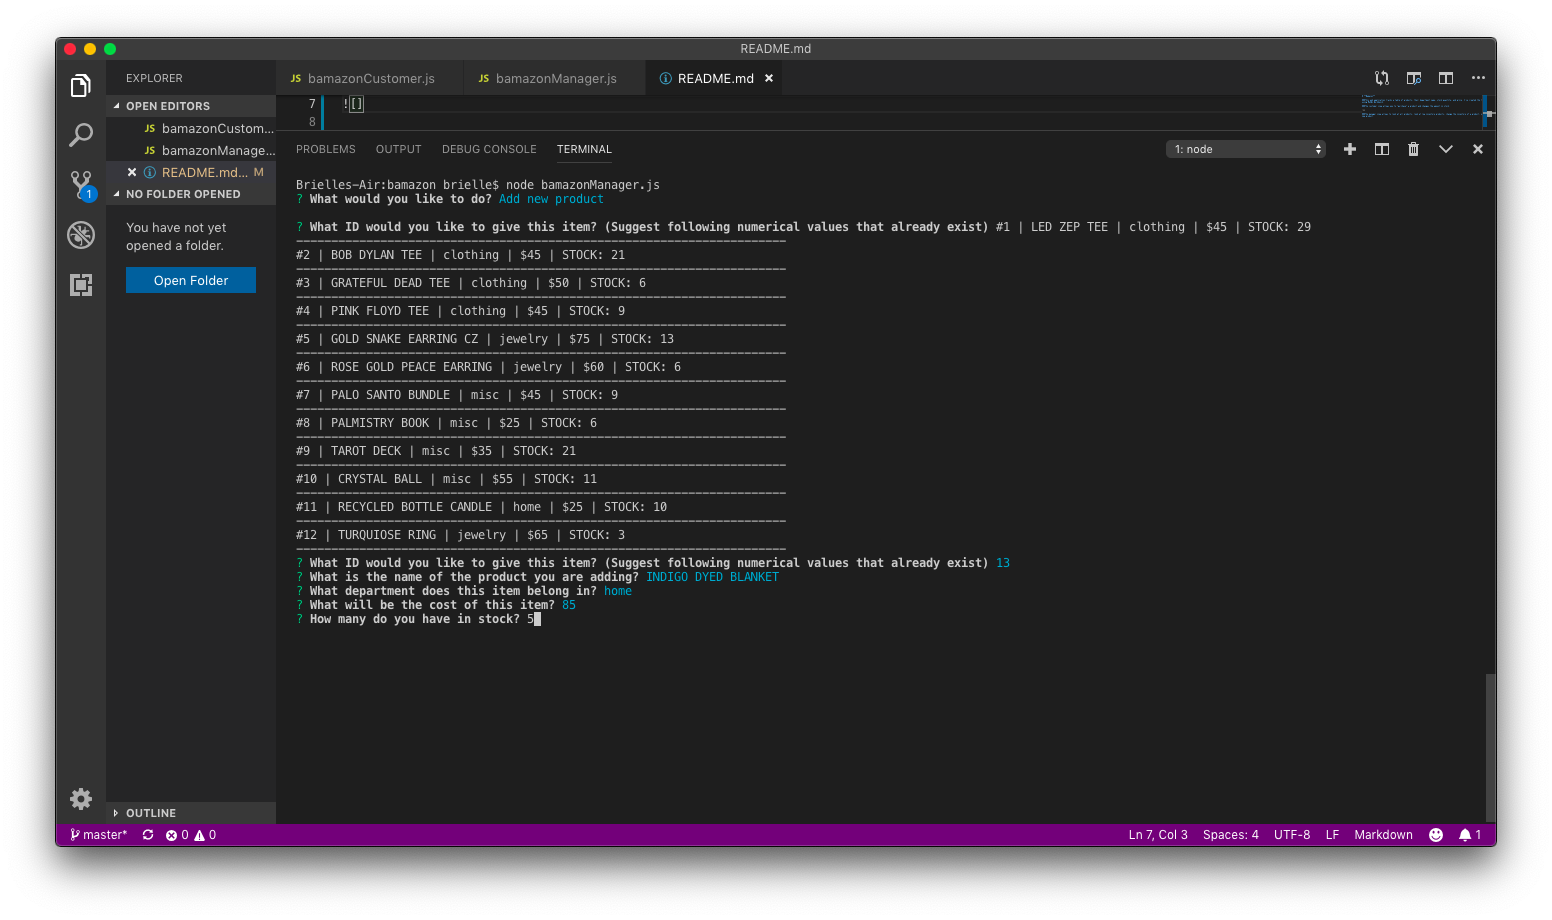 README.md
EXPLORER
JS bamazonCustomer.js
JS bamazonManager.js
README.md
OPEN EDITORS
JS bamazonCustom...
JS bamazonManage...
README.md... M
NO FOLDER OPENED
You have not yet
opened a folder.
Open Folder
7 ![]
8
PROBLEMS OUTPUT DEBUG CONSOLE TERMINAL
1: node
Brielles-Air:bamazon brielle$ node bamazonManager.js
? What would you like to do? Add new product
? What ID would you like to give this item? (Suggest following numerical values that already exist) #1 | LED ZEP TEE | clothing | $45 | STOCK: 29
----------------------------------------------------------------------
#2 | BOB DYLAN TEE | clothing | $45 | STOCK: 21
----------------------------------------------------------------------
#3 | GRATEFUL DEAD TEE | clothing | $50 | STOCK: 6
----------------------------------------------------------------------
#4 | PINK FLOYD TEE | clothing | $45 | STOCK: 9
----------------------------------------------------------------------
#5 | GOLD SNAKE EARRING CZ | jewelry | $75 | STOCK: 13
----------------------------------------------------------------------
#6 | ROSE GOLD PEACE EARRING | jewelry | $60 | STOCK: 6
----------------------------------------------------------------------
#7 | PALO SANTO BUNDLE | misc | $45 | STOCK: 9
----------------------------------------------------------------------
#8 | PALMISTRY BOOK | misc | $25 | STOCK: 6
----------------------------------------------------------------------
#9 | TAROT DECK | misc | $35 | STOCK: 21
----------------------------------------------------------------------
#10 | CRYSTAL BALL | misc | $55 | STOCK: 11
----------------------------------------------------------------------
#11 | RECYCLED BOTTLE CANDLE | home | $25 | STOCK: 10
----------------------------------------------------------------------
#12 | TURQUIOSE RING | jewelry | $65 | STOCK: 3
----------------------------------------------------------------------
? What ID would you like to give this item? (Suggest following numerical values that already exist) 13
? What is the name of the product you are adding? INDIGO DYED BLANKET
? What department does this item belong in? home
? What will be the cost of this item? 85
? How many do you have in stock? 5
1
OUTLINE
master* 0 0
Ln 7, Col 3 Spaces: 4 UTF-8 LF Markdown 1